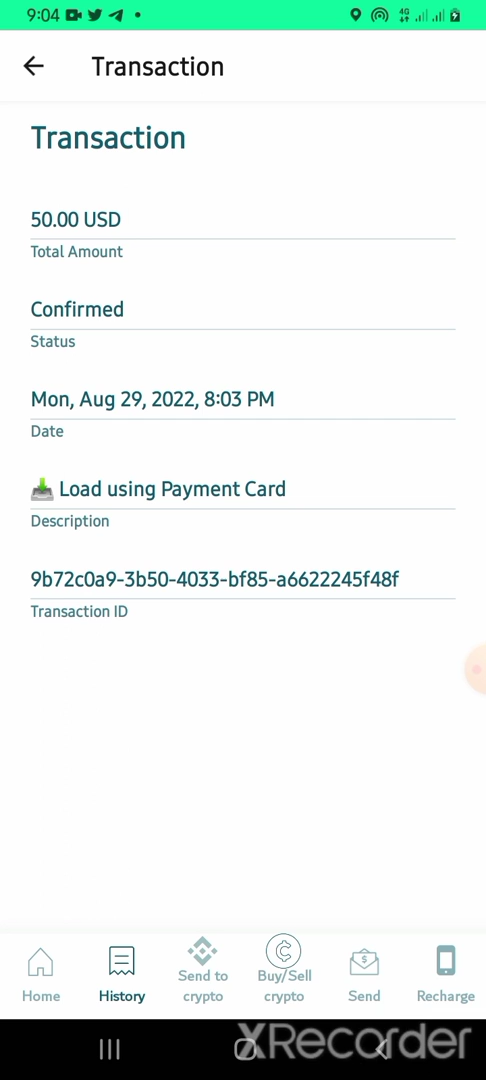 9:04
4G
Transaction
Transaction
50.00 USD
Total Amount
Confirmed
Status
Mon, Aug 29, 2022, 8:03 PM
Date
Load using Payment Card
Description
9b72c0a9-3b50-4033-bf85-a6622245f48f
Transaction ID
Home
History
Send to
crypto
Buy/Sell
crypto
Send
Recharge
XRecorder